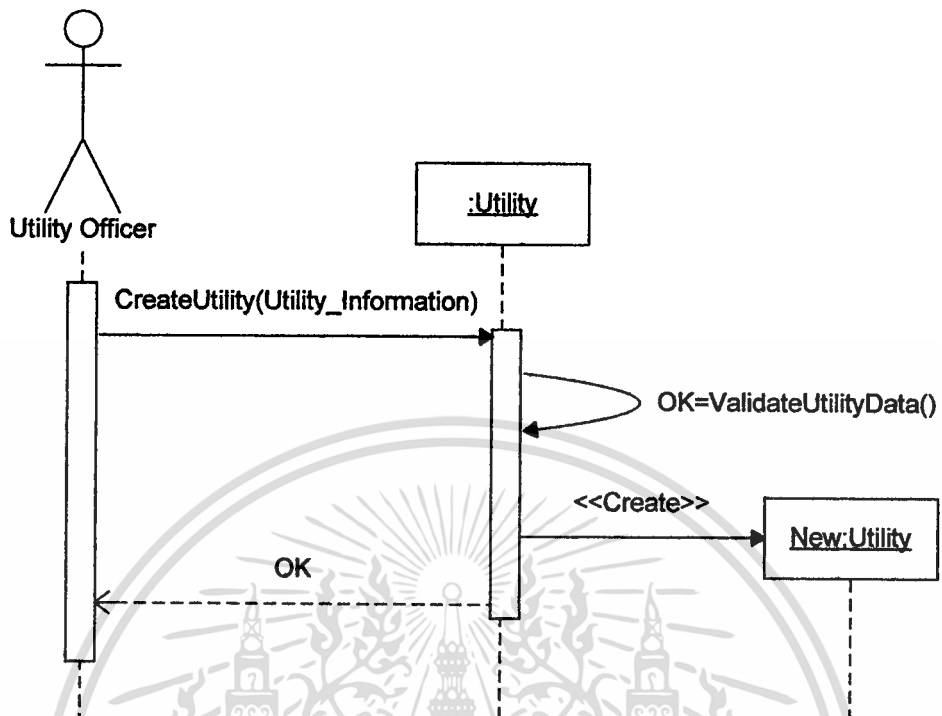 :Utility
Utility Officer
CreateUtility(Utility_Information)
OK=ValidateUtilityData()
<<Create>>
New:Utility
OK